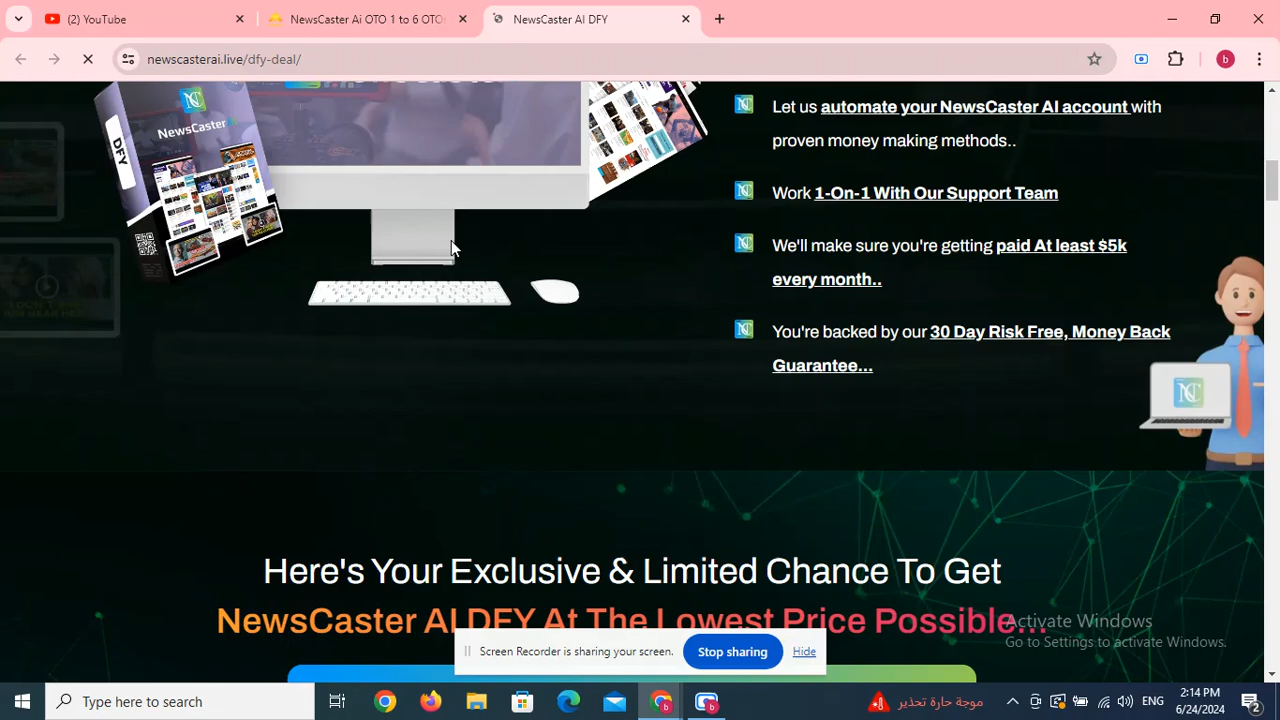 (2) YouTube
NewsCaster Ai OTO 1 to 6 OTO
NewsCaster AI DFY
newscasterai.live/dfy-deal/
b
NC
NewsCaster
DFY
Let us automate your NewsCaster AI account with
proven money making methods..
Work 1-On-1 With Our Support Team
We'll make sure you're getting paid At least $5k
every month..
You're backed by our 30 Day Risk Free, Money Back
Guarantee...
Here's Your Exclusive & Limited Chance To Get
NewsCaster AI DFY At The Lowest Price Possible...
Activate Windows
Go to Settings to activate Windows.
Screen Recorder is sharing your screen.
Stop sharing
Hide
Type here to search
موجة حارة تحذير
ENG
2:14 PM
6/24/2024
2